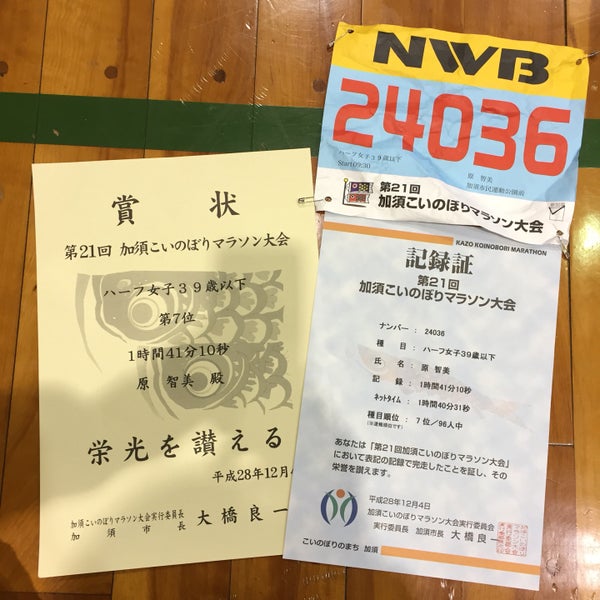 賞 状
第21回 加須こいのぼりマラソン大会
ハーフ女子39歳以下
第7位
1時間41分10秒
原 智美 殿
栄光を讃える
平成28年12月4
加須こいのぼりマラソン大会実行委員長
加須市長 大橋良一
NWB
24036
ハーフ女子39歳以下
Start09:30
原 智美
加須市民運動公園前
第21回
加須こいのぼりマラソン大会
KAZO KOINOBORI MARATHON
記録証
第21回
加須こいのぼりマラソン大会
ナンバー: 24036
種 目: ハーフ女子39歳以下
氏 名: 原 智美
記 録: 1時間41分10秒
ネットタイム: 1時間40分31秒
種目順位: 7 位/96人中
あなたは「第21回加須こいのぼりマラソン大会」
において表記の記録で完走したことを証し、その
栄誉を讃えます。
平成28年12月4日
加須こいのぼりマラソン大会実行委員会
実行委員長 加須市長 大橋良一
こいのぼりのまち 加須